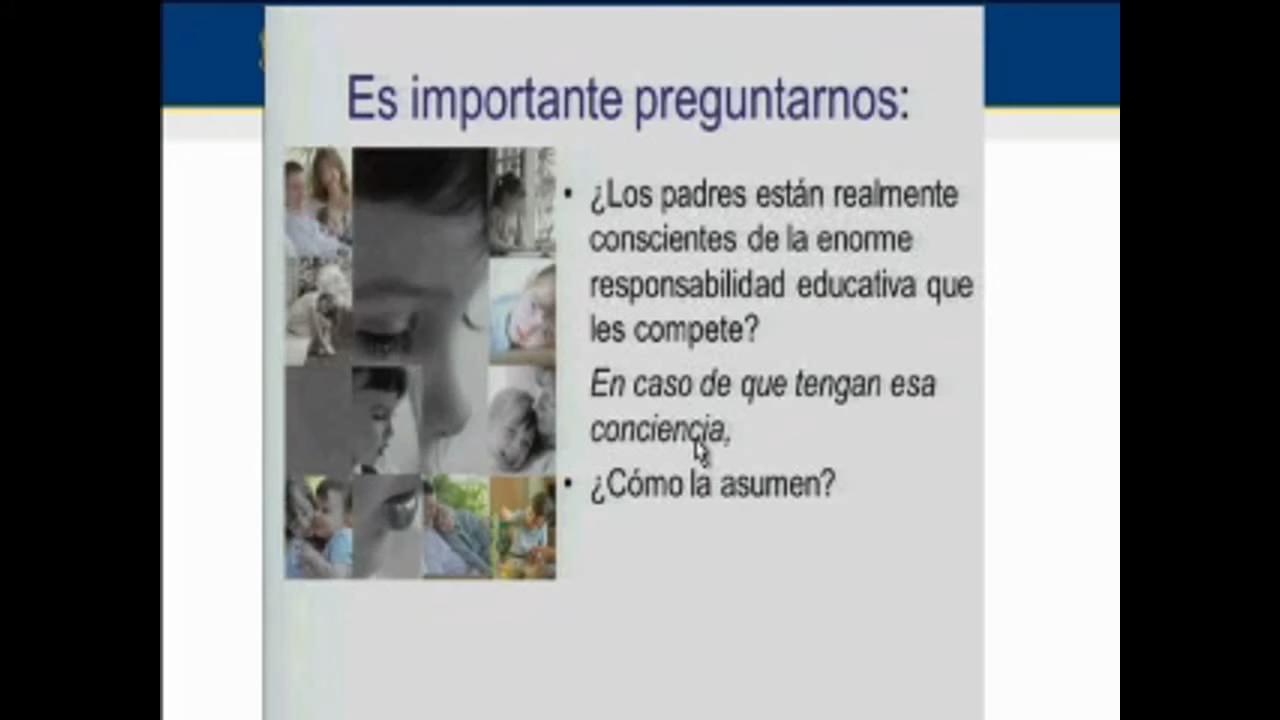 Es importante preguntarnos:
• ¿Los padres están realmente
conscientes de la enorme
responsabilidad educativa que
les compete?
En caso de que tengan esa
conciencia,
• ¿Cómo la asumen?